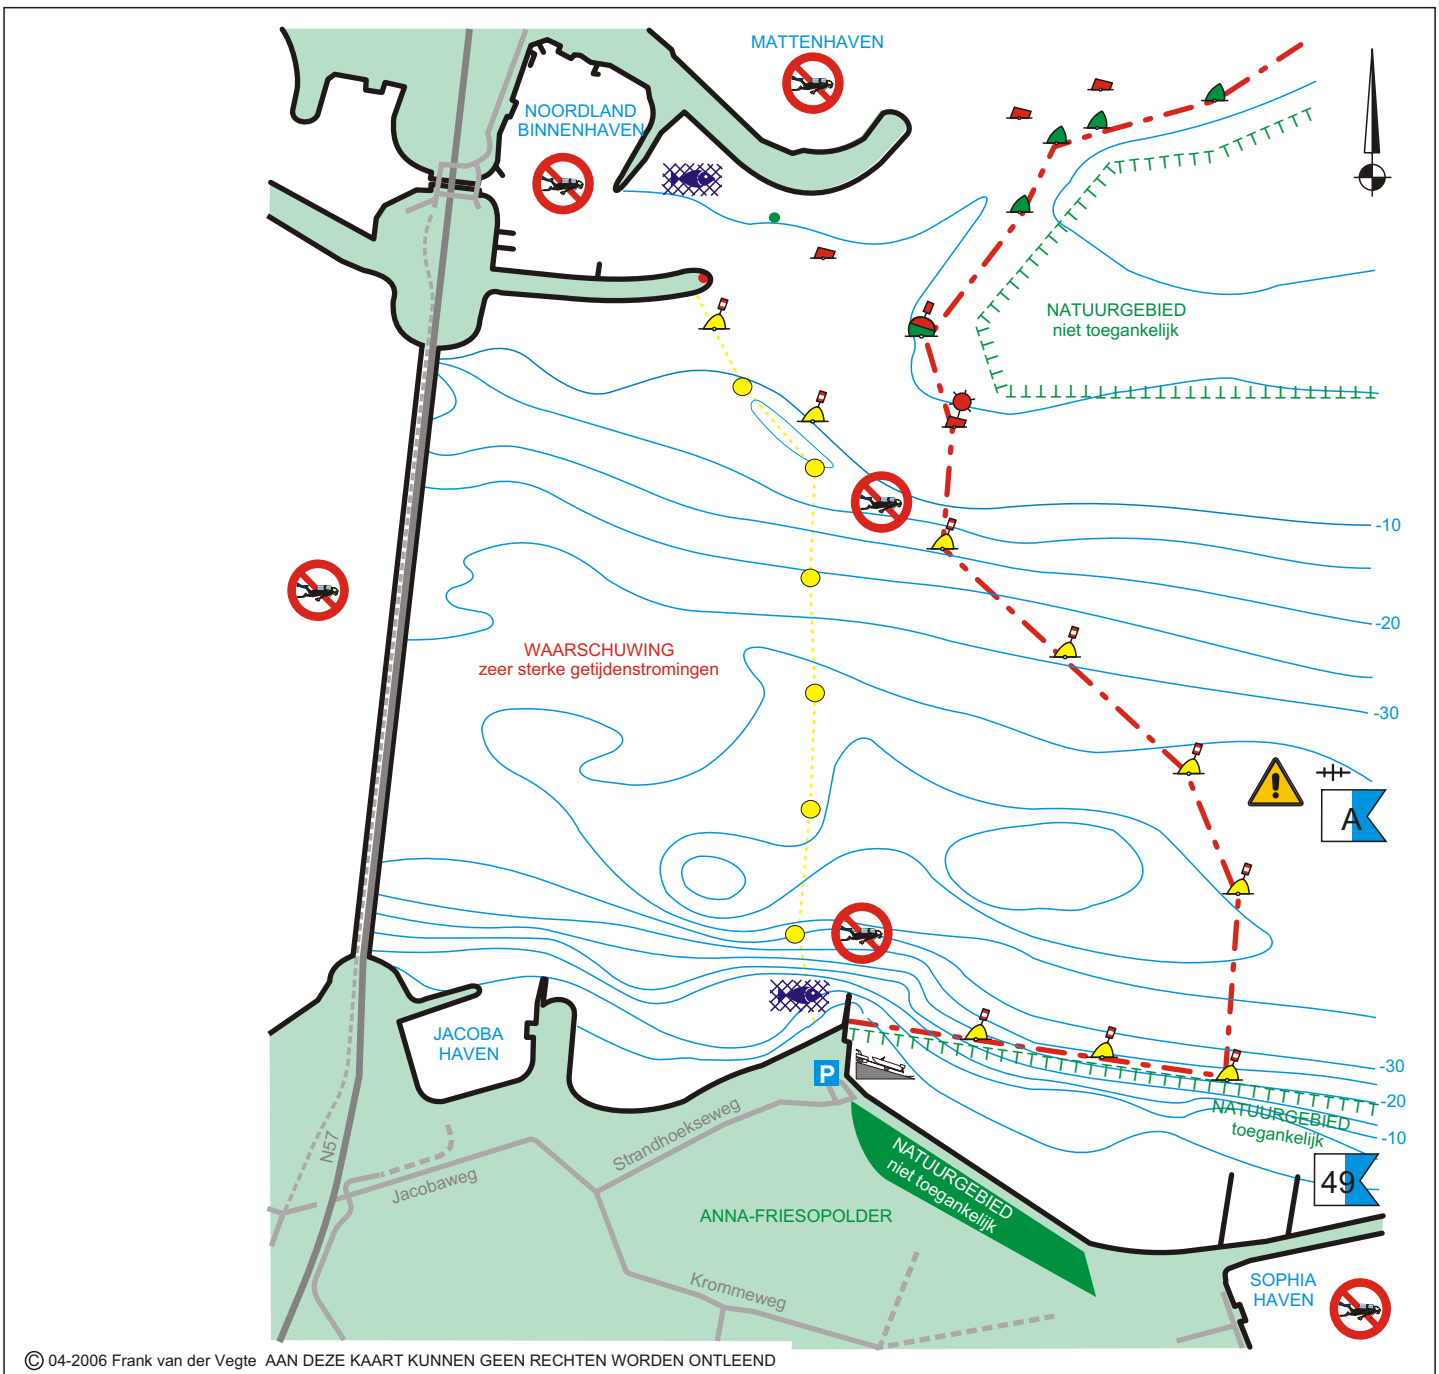 MATTENHAVEN
NOORDLAND
BINNENHAVEN
NATUURGEBIED
niet toegankelijk
-10
-20
WAARSCHUWING
zeer sterke getijdenstromingen
-30
A
JACOBA
HAVEN
P
-30
-20
-10
NATUURGEBIED
toegankelijk
N57
Strandhoekseweg
Jacobaweg
NATUURGEBIED
niet toegankelijk
49
ANNA-FRIESOPOLDER
Krommeweg
SOPHIA
HAVEN
© 04-2006 Frank van der Vegte AAN DEZE KAART KUNNEN GEEN RECHTEN WORDEN ONTLEEND